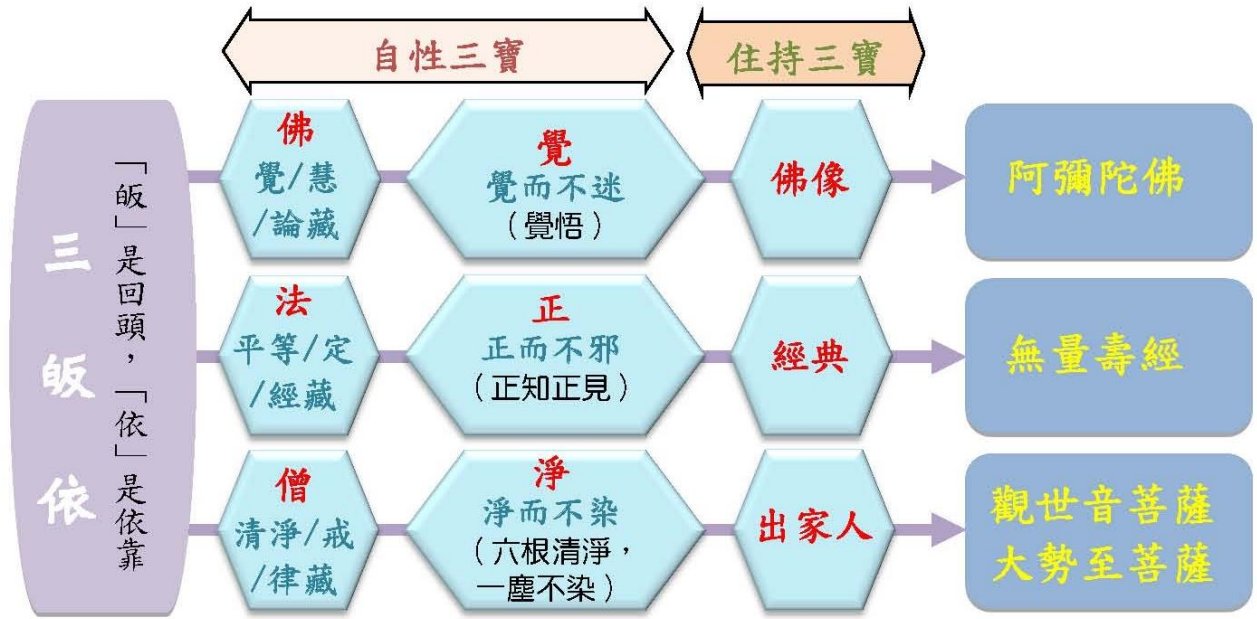 自性三寶
住持三寶
三皈依
「皈」是回頭，「依」是依靠
佛
覺/慧
/論藏
覺
覺而不迷
（覺悟）
佛像
阿彌陀佛
法
平等/定
/經藏
正
正而不邪
（正知正見）
經典
無量壽經
僧
清淨/戒
/律藏
淨
淨而不染
（六根清淨，
一塵不染）
出家人
觀世音菩薩
大勢至菩薩